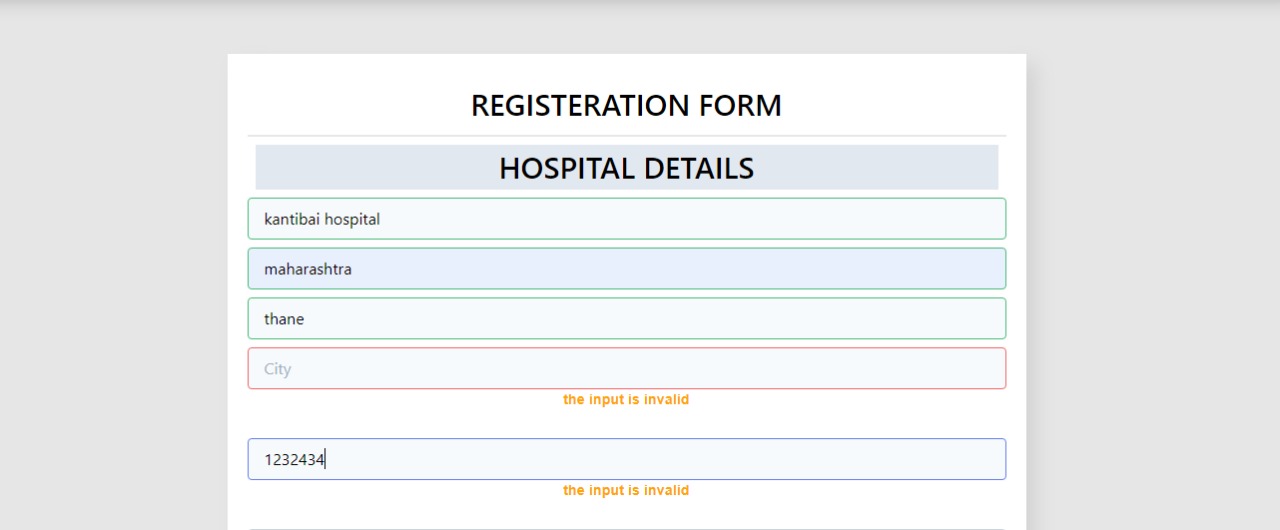 REGISTERATION FORM
HOSPITAL DETAILS
kantibai hospital
maharashtra
thane
City
the input is invalid
1232434
the input is invalid